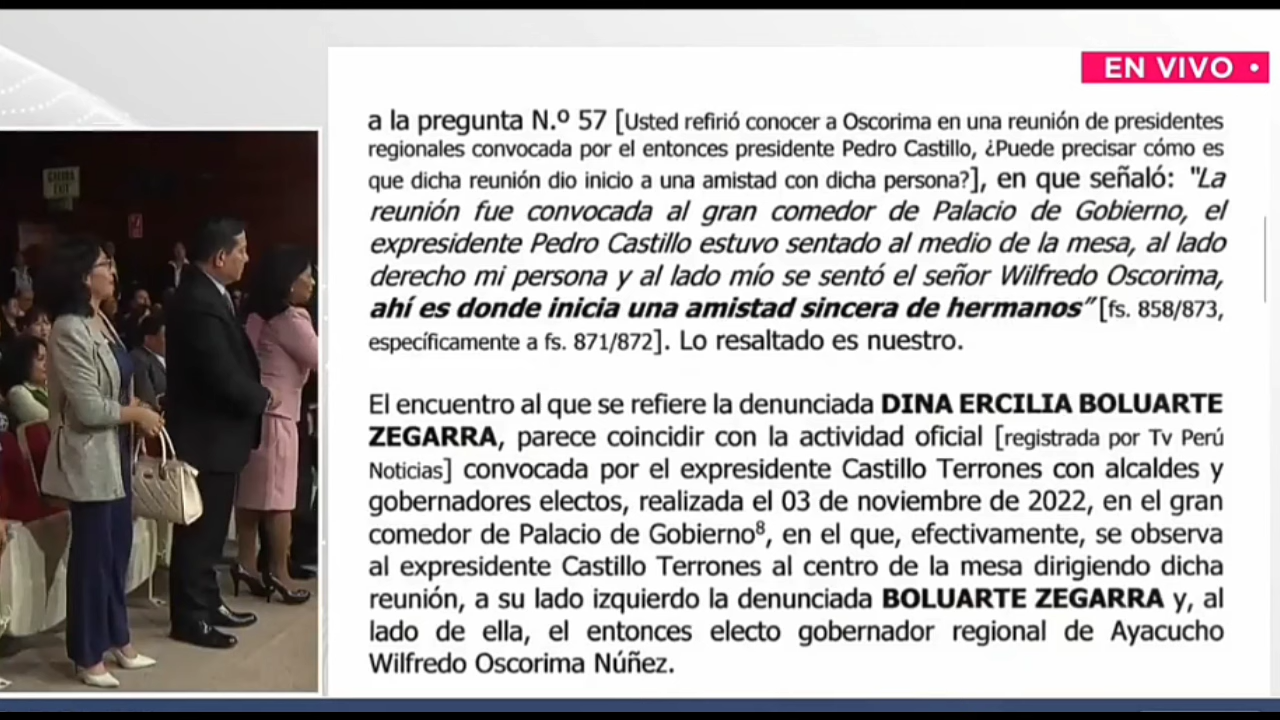 EN VIVO
a la pregunta N.º 57 [Usted refirió conocer a Oscorima en una reunión de presidentes
regionales convocada por el entonces presidente Pedro Castillo, ¿Puede precisar cómo es
que dicha reunión dio inicio a una amistad con dicha persona?], en que señaló: "La
reunión fue convocada al gran comedor de Palacio de Gobierno, el
expresidente Pedro Castillo estuvo sentado al medio de la mesa, al lado
derecho mi persona y al lado mío se sentó el señor Wilfredo Oscorima,
ahí es donde inicia una amistad sincera de hermanos" [fs. 858/873,
específicamente a fs. 871/872]. Lo resaltado es nuestro.
El encuentro al que se refiere la denunciada DINA ERCILIA BOLUARTE
ZEGARRA, parece coincidir con la actividad oficial [registrada por Tv Perú
Noticias] convocada por el expresidente Castillo Terrones con alcaldes y
gobernadores electos, realizada el 03 de noviembre de 2022, en el gran
comedor de Palacio de Gobierno⁸, en el que, efectivamente, se observa
al expresidente Castillo Terrones al centro de la mesa dirigiendo dicha
reunión, a su lado izquierdo la denunciada BOLUARTE ZEGARRA y, al
lado de ella, el entonces electo gobernador regional de Ayacucho
Wilfredo Oscorima Núñez.